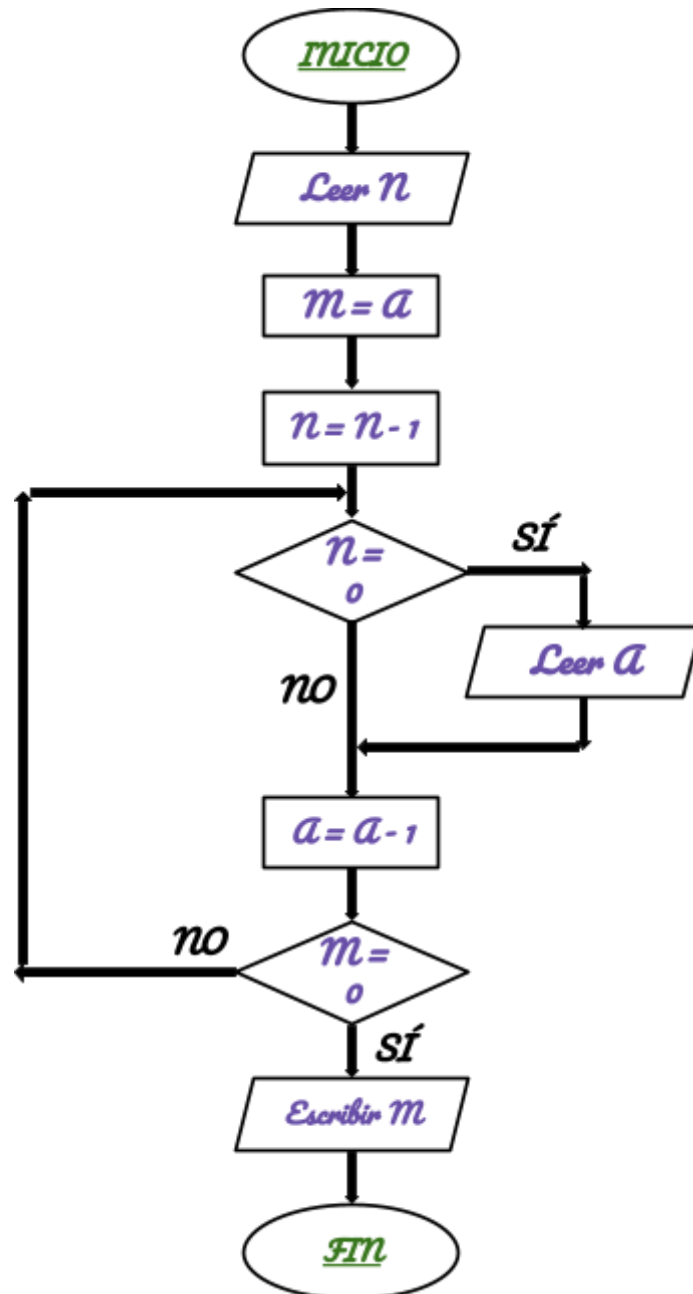 INICIO
Leer N
M = A
N = N - 1
N =
0
SÍ
Leer A
NO
A = A - 1
NO
M =
0
SÍ
Escribir M
FIN